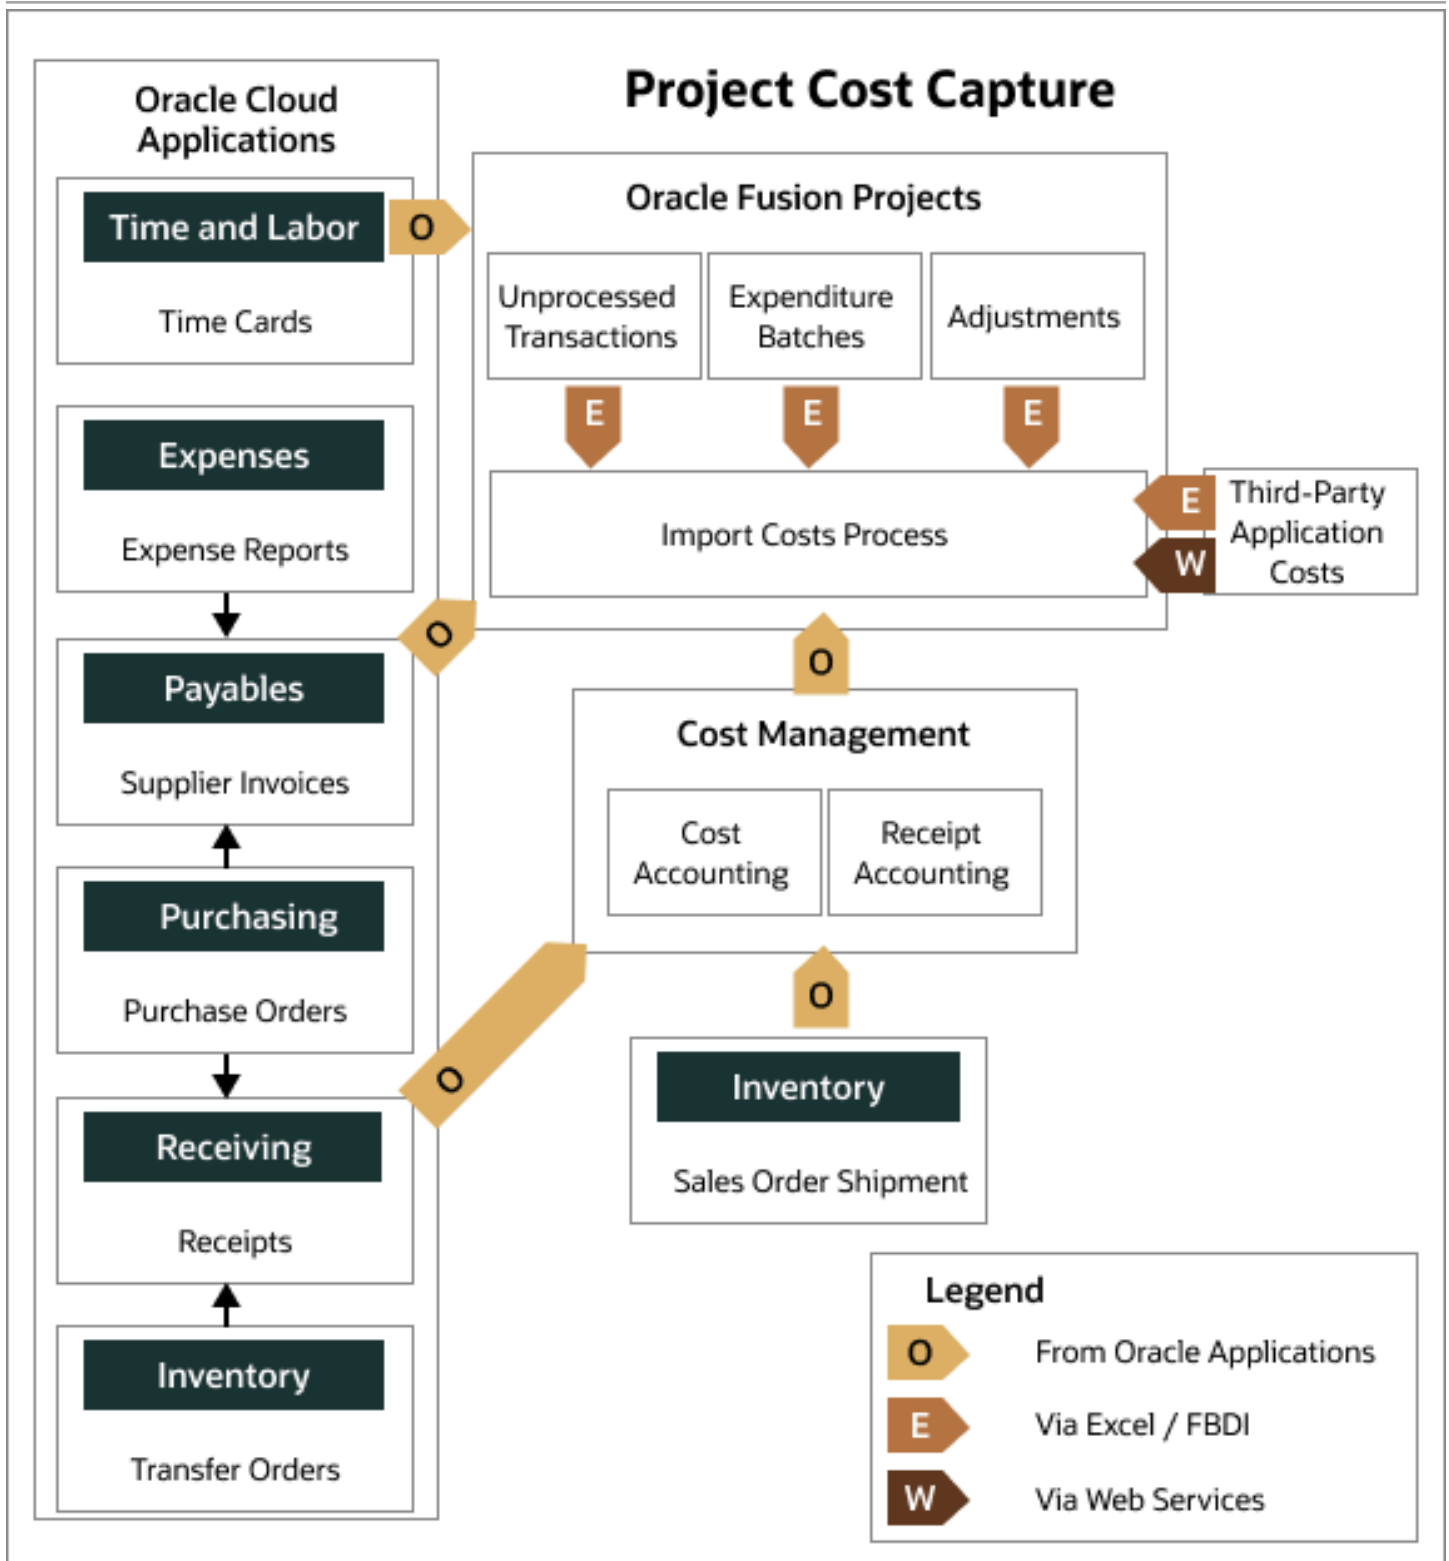 Project Cost Capture
Oracle Cloud
Applications
Time and Labor
O
Time Cards
Expenses
Expense Reports
O
Payables
Supplier Invoices
Purchasing
Purchase Orders
O
Receiving
Receipts
Inventory
Transfer Orders
Oracle Fusion Projects
Unprocessed
Transactions
Expenditure
Batches
Adjustments
E
E
E
Import Costs Process
E
W
Third-Party
Application
Costs
O
Cost Management
Cost
Accounting
Receipt
Accounting
O
Inventory
Sales Order Shipment
Legend
O From Oracle Applications
E Via Excel / FBDI
W Via Web Services